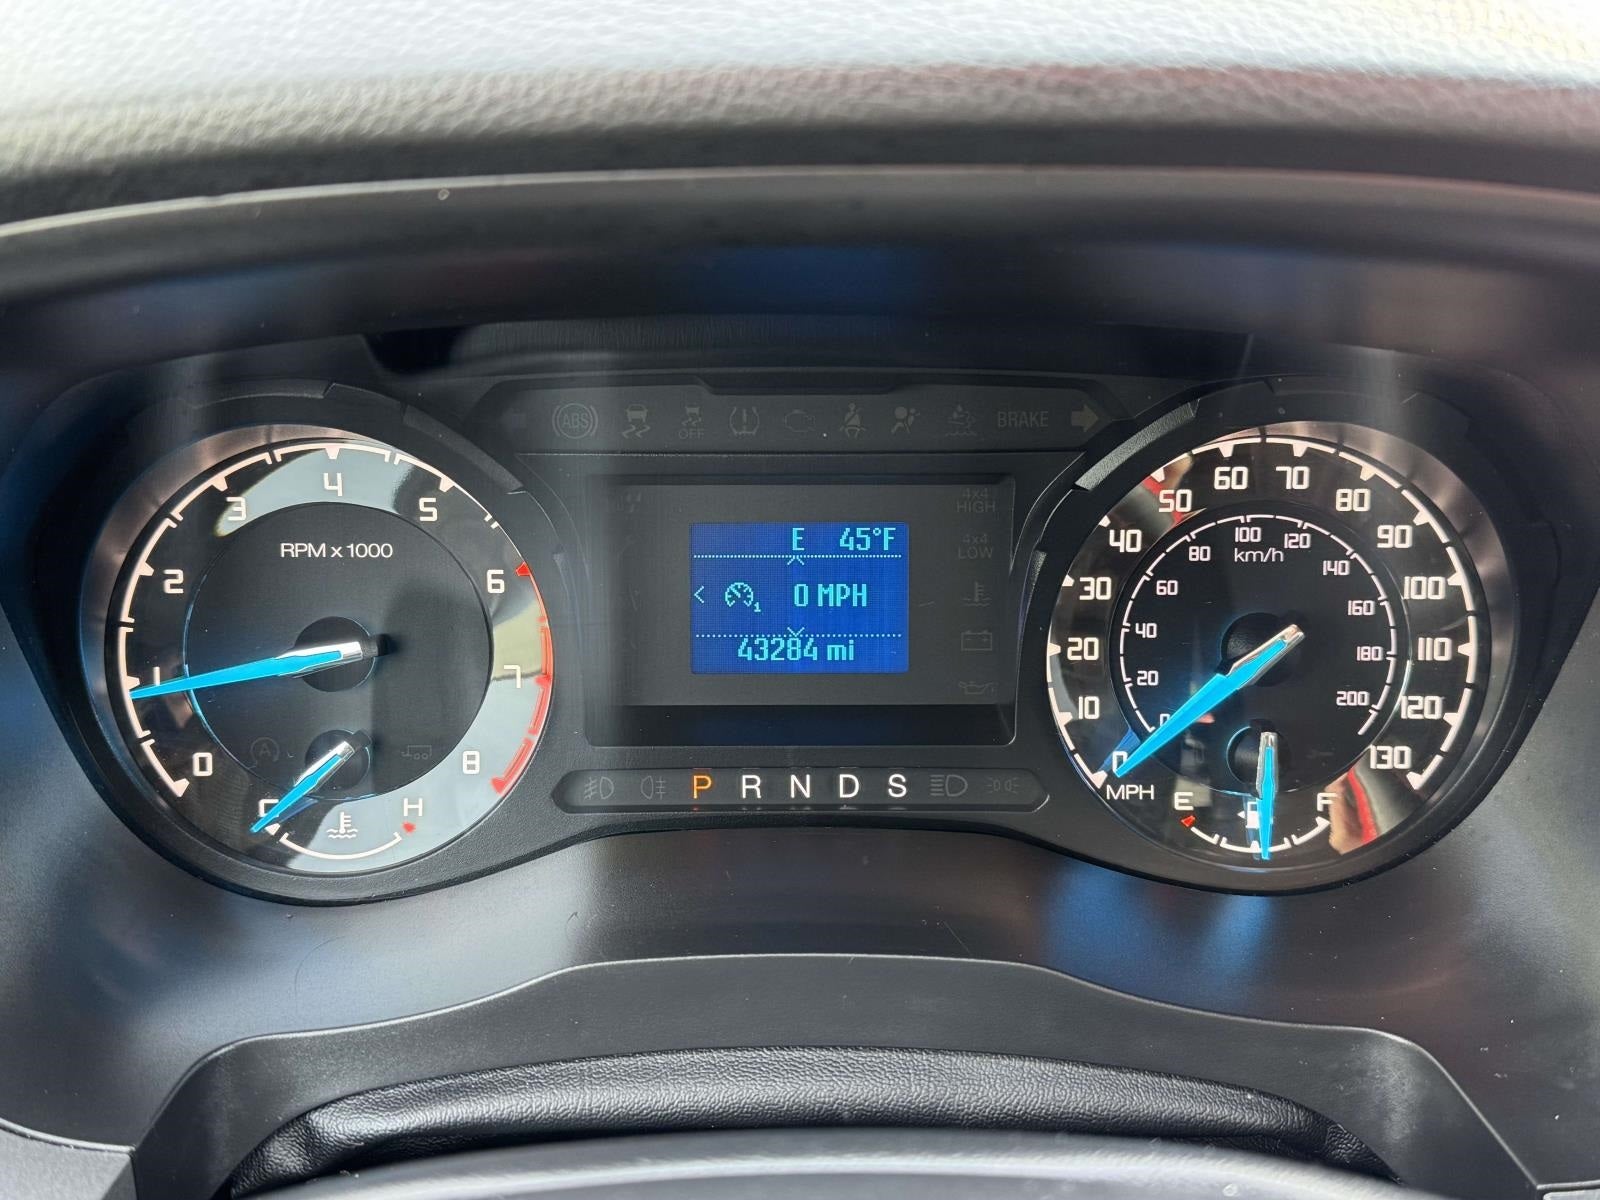 ABS
OFF
BRAKE
4x4
HIGH
4x4
LOW
0 1 2 3 4 5 6 7 8
RPM x 1000
A
C H
E 45°F
< 1 0 MPH
43284 mi
P R N D S
0 10 20 30 40 50 60 70 80 90 100 110 120 130
MPH
0 20 40 60 80 100 120 140 160 180 200
km/h
E F